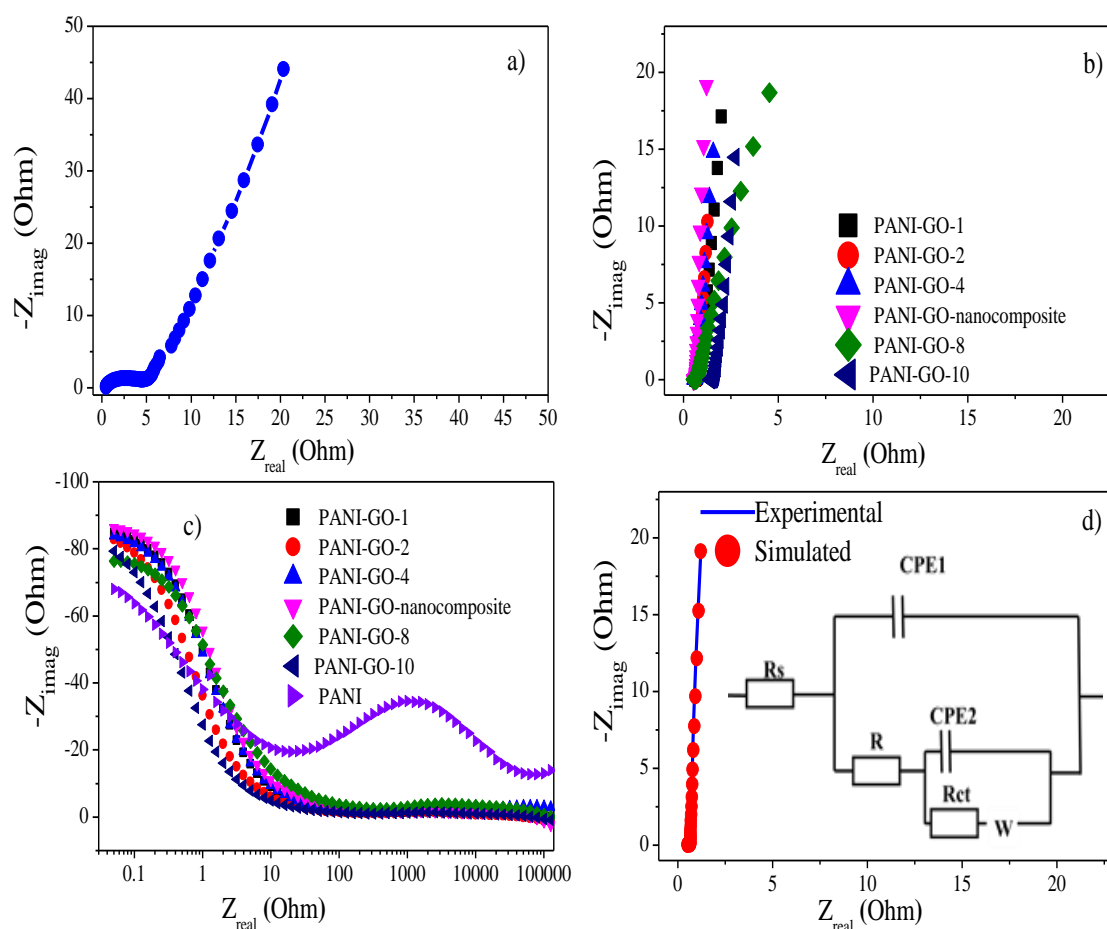 a)
50
45
40
35
30
25
20
15
10
5
0
-Z_imag (Ohm)
0 5 10 15 20 25 30 35 40 45 50
Z_real (Ohm)
b)
20
15
10
5
0
-Z_imag (Ohm)
PANI-GO-1
PANI-GO-2
PANI-GO-4
PANI-GO-nanocomposite
PANI-GO-8
PANI-GO-10
0 5 10 15 20
Z_real (Ohm)
c)
-100
-80
-60
-40
-20
0
-Z_imag (Ohm)
PANI-GO-1
PANI-GO-2
PANI-GO-4
PANI-GO-nanocomposite
PANI-GO-8
PANI-GO-10
PANI
0.1 1 10 100 1000 10000 100000
Z_real (Ohm)
d)
20
15
10
5
0
-Z_imag (Ohm)
Experimental
Simulated
CPE1
Rs
CPE2
R
Rct
W
0 5 10 15 20
Z_real (Ohm)